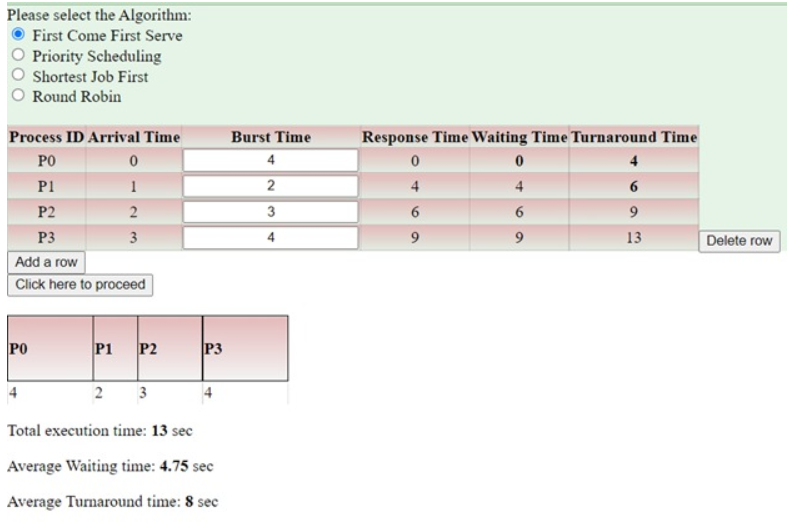 Please select the Algorithm:
First Come First Serve
Priority Scheduling
Shortest Job First
Round Robin
Process ID Arrival Time Burst Time Response Time Waiting Time Turnaround Time
P0 0 4 0 0 4
P1 1 2 4 4 6
P2 2 3 6 6 9
P3 3 4 9 9 13 Delete row
Add a row
Click here to proceed
P0 P1 P2 P3
4 2 3 4
Total execution time: 13 sec
Average Waiting time: 4.75 sec
Average Turnaround time: 8 sec